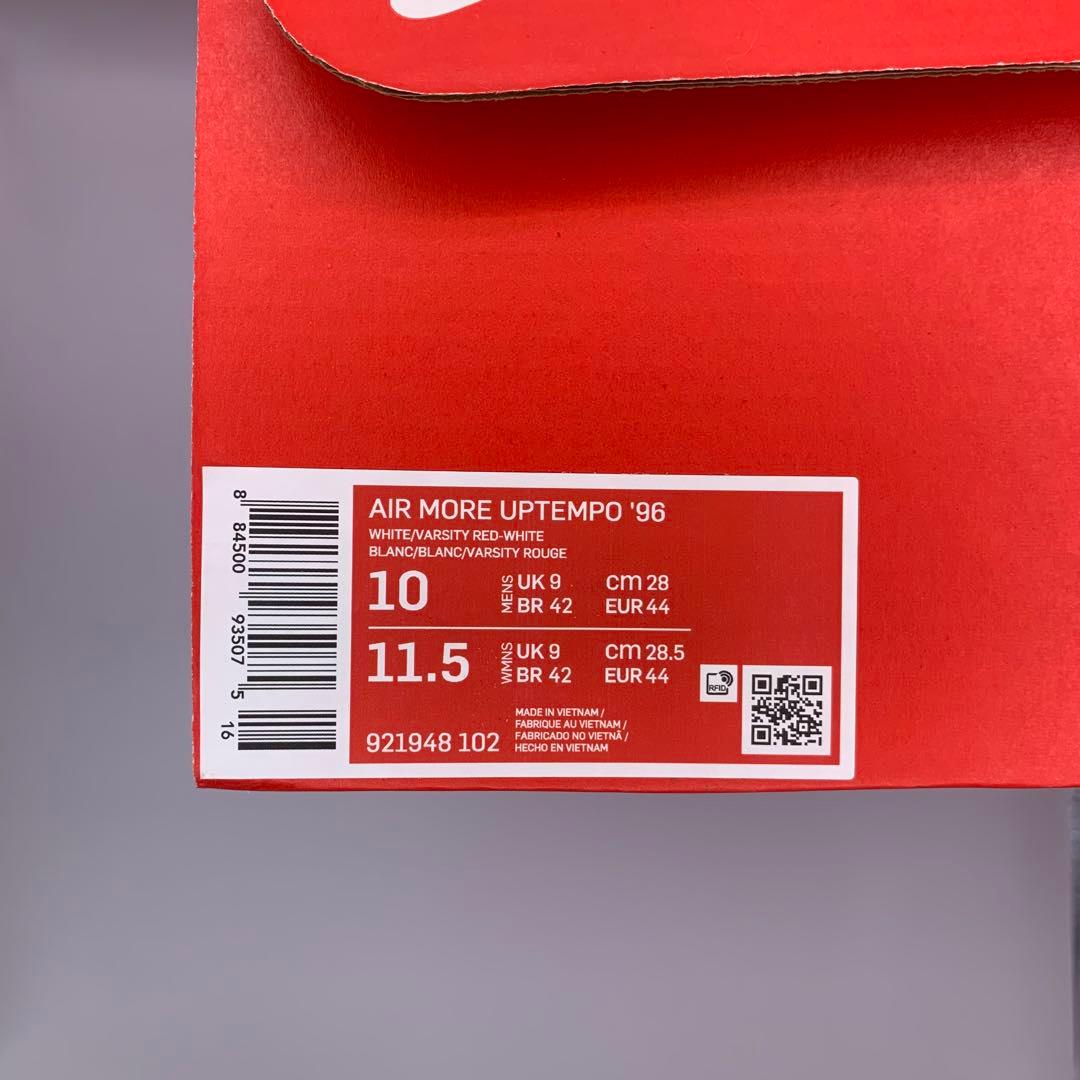 AIR MORE UPTEMPO '96
WHITE/VARSITY RED-WHITE
BLANC/BLANC/VARSITY ROUGE
10 MENS UK 9 CM 28
BR 42 EUR 44
11.5 WMNS UK 9 CM 28.5
BR 42 EUR 44
RFID
MADE IN VIETNAM /
FABRIQUE AU VIETNAM /
FABRICADO NO VIETNÃ /
HECHO EN VIETNAM
921948 102
8 84500 93507 5 16